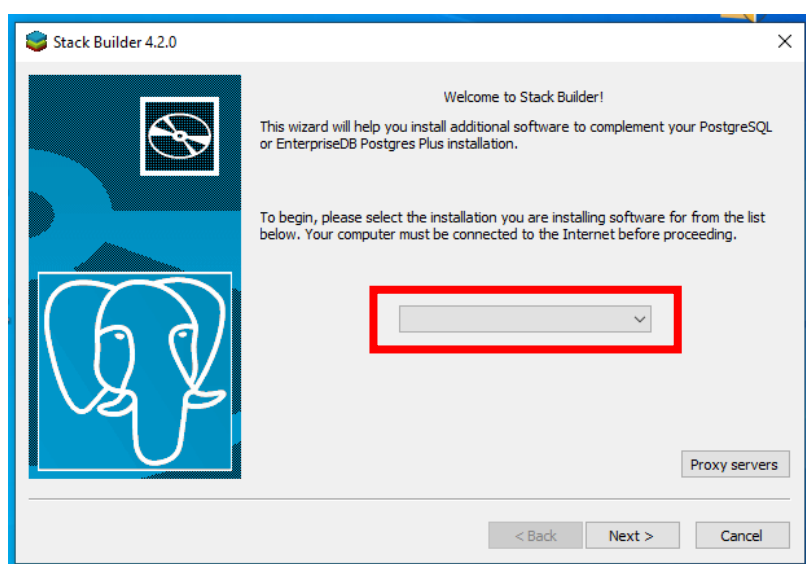 Stack Builder 4.2.0
Welcome to Stack Builder!
This wizard will help you install additional software to complement your PostgreSQL
or EnterpriseDB Postgres Plus installation.
To begin, please select the installation you are installing software for from the list
below. Your computer must be connected to the Internet before proceeding.
Proxy servers
< Back Next > Cancel